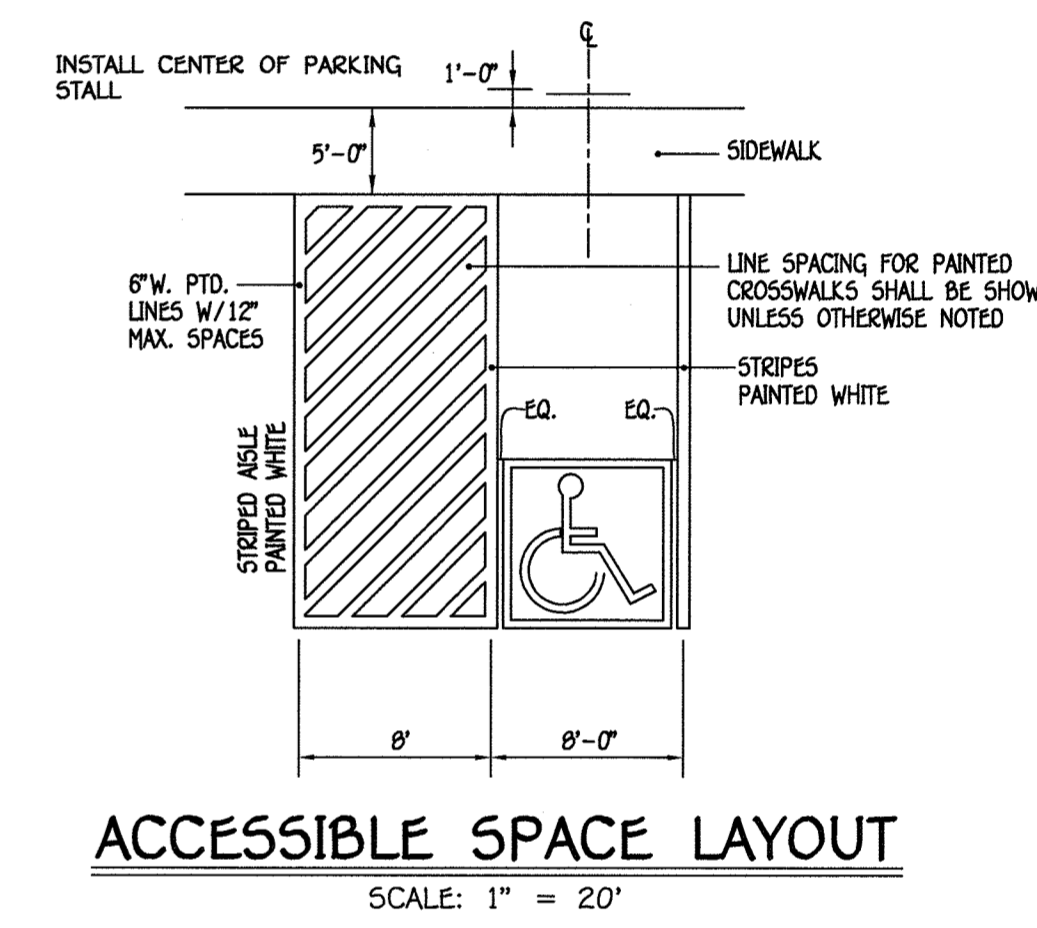 ℄
INSTALL CENTER OF PARKING
STALL
1'-0"
5'-0"
SIDEWALK
6"W. PTD.
LINES W/12"
MAX. SPACES
LINE SPACING FOR PAINTED
CROSSWALKS SHALL BE SHOW
UNLESS OTHERWISE NOTED
STRIPES
PAINTED WHITE
EQ.
EQ.
STRIPED AISLE
PAINTED WHITE
8'
8'-0"
ACCESSIBLE SPACE LAYOUT
SCALE: 1" = 20'